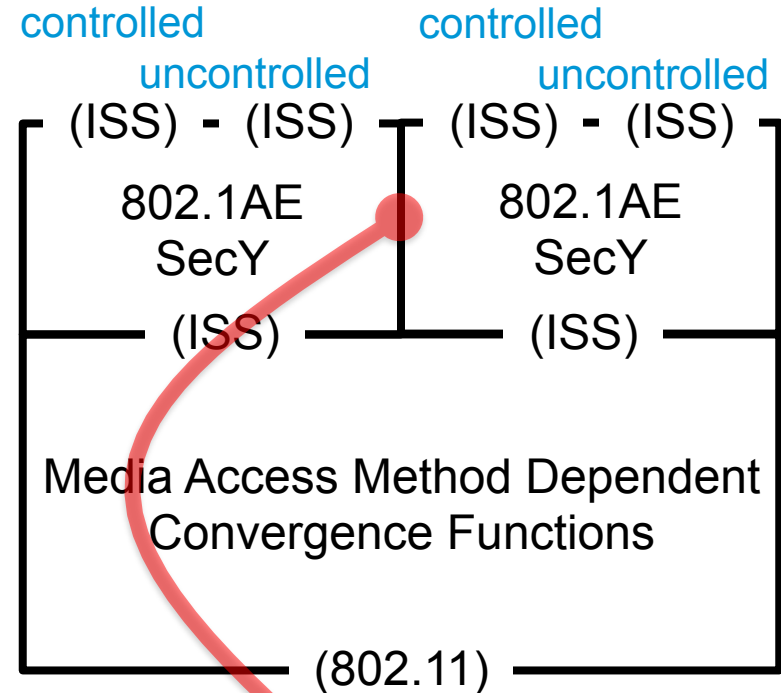 controlled controlled
uncontrolled uncontrolled
(ISS) - (ISS) (ISS) - (ISS)
802.1AE 802.1AE
SecY SecY
(ISS) (ISS)
Media Access Method Dependent
Convergence Functions
(802.11)